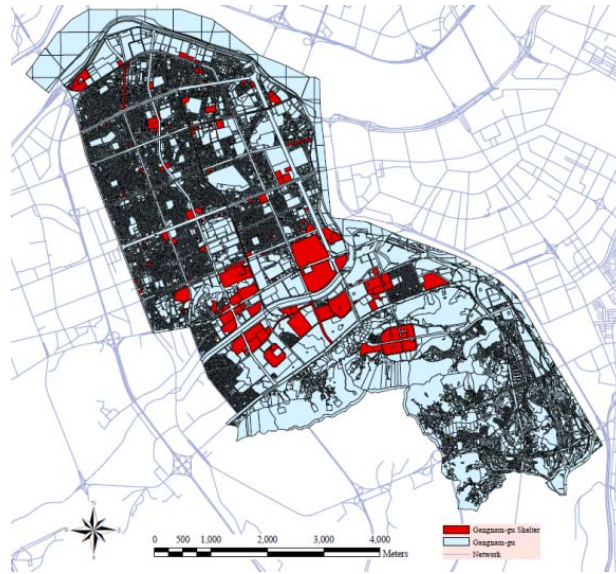 N
W
E
S
0 500 1,000 2,000 3,000 4,000
Meters
Gangnam-gu Shelter
Gangnam-gu
Network